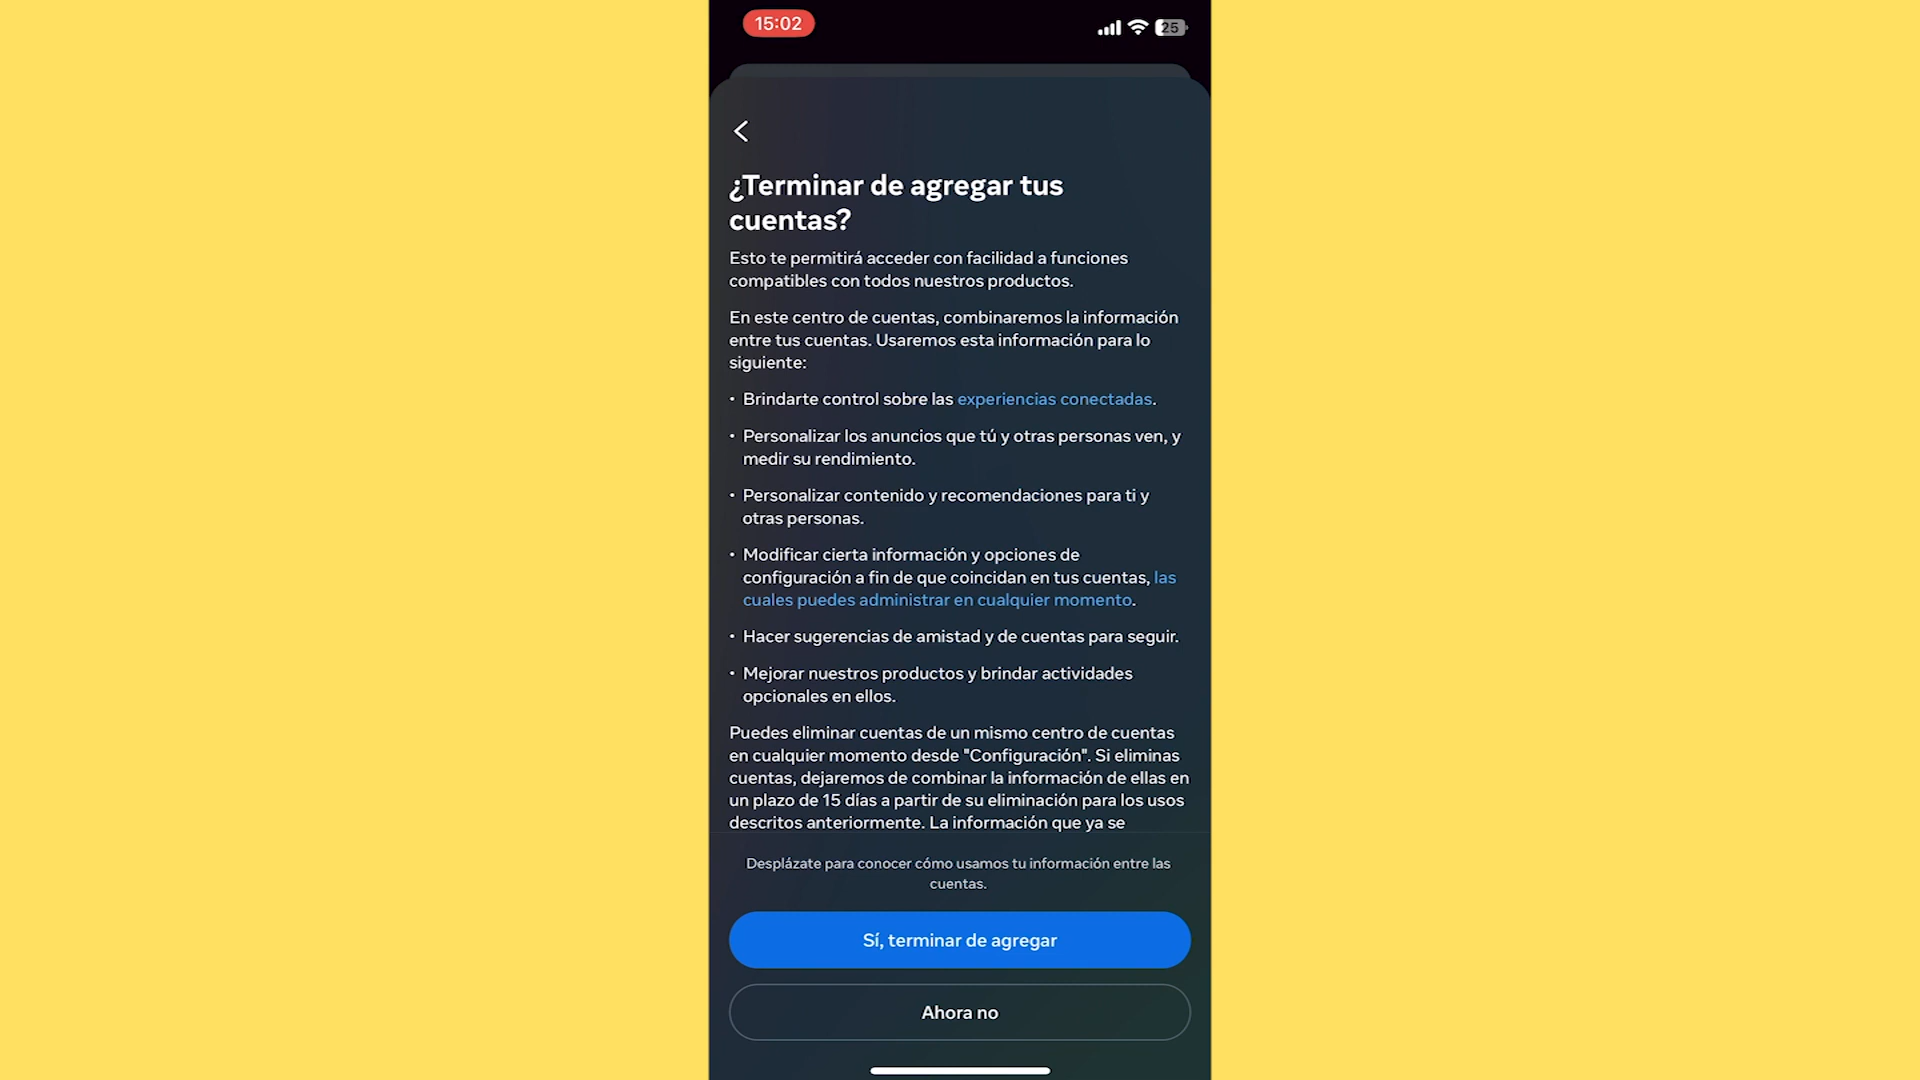 15:02
25
¿Terminar de agregar tus
cuentas?
Esto te permitirá acceder con facilidad a funciones
compatibles con todos nuestros productos.
En este centro de cuentas, combinaremos la información
entre tus cuentas. Usaremos esta información para lo
siguiente:
• Brindarte control sobre las experiencias conectadas.
• Personalizar los anuncios que tú y otras personas ven, y
medir su rendimiento.
• Personalizar contenido y recomendaciones para ti y
otras personas.
• Modificar cierta información y opciones de
configuración a fin de que coincidan en tus cuentas, las
cuales puedes administrar en cualquier momento.
• Hacer sugerencias de amistad y de cuentas para seguir.
• Mejorar nuestros productos y brindar actividades
opcionales en ellos.
Puedes eliminar cuentas de un mismo centro de cuentas
en cualquier momento desde "Configuración". Si eliminas
cuentas, dejaremos de combinar la información de ellas en
un plazo de 15 días a partir de su eliminación para los usos
descritos anteriormente. La información que ya se
Desplázate para conocer cómo usamos tu información entre las
cuentas.
Sí, terminar de agregar
Ahora no